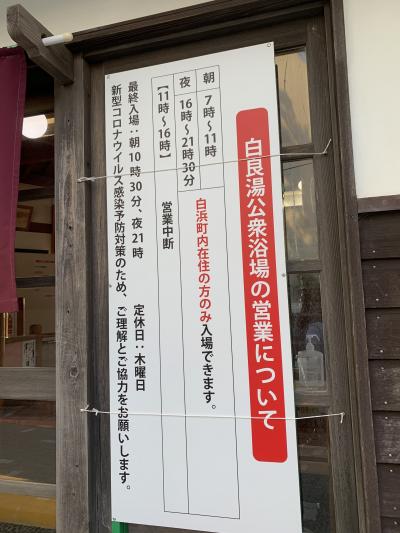 白良湯公衆浴場の営業について
朝 7時～11時
夜 16時～21時30分
白浜町内在住の方のみ入場できます。
【11時～16時】 営業中断
最終入場：朝10時30分、夜21時 定休日：木曜日
新型コロナウイルス感染予防対策のため、ご理解とご協力をお願いします。